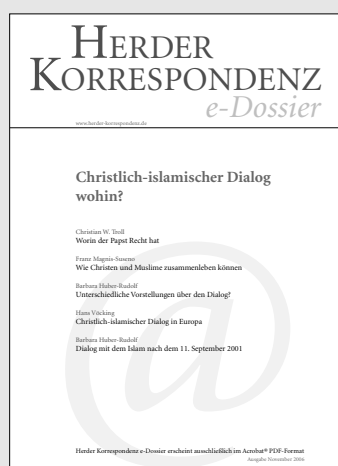 HERDER
KORRESPONDENZ
e-Dossier
www.herder-korrespondenz.de
Christlich-islamischer Dialog
wohin?
Christian W. Troll
Worin der Papst Recht hat
Franz Magnis-Suseno
Wie Christen und Muslime zusammenleben können
Barbara Huber-Rudolf
Unterschiedliche Vorstellungen über den Dialog?
Hans Vöcking
Christlich-islamischer Dialog in Europa
Barbara Huber-Rudolf
Dialog mit dem Islam nach dem 11. September 2001
@
Herder Korrespondenz e-Dossier erscheint ausschließlich im Acrobat® PDF-Format
Ausgabe November 2006